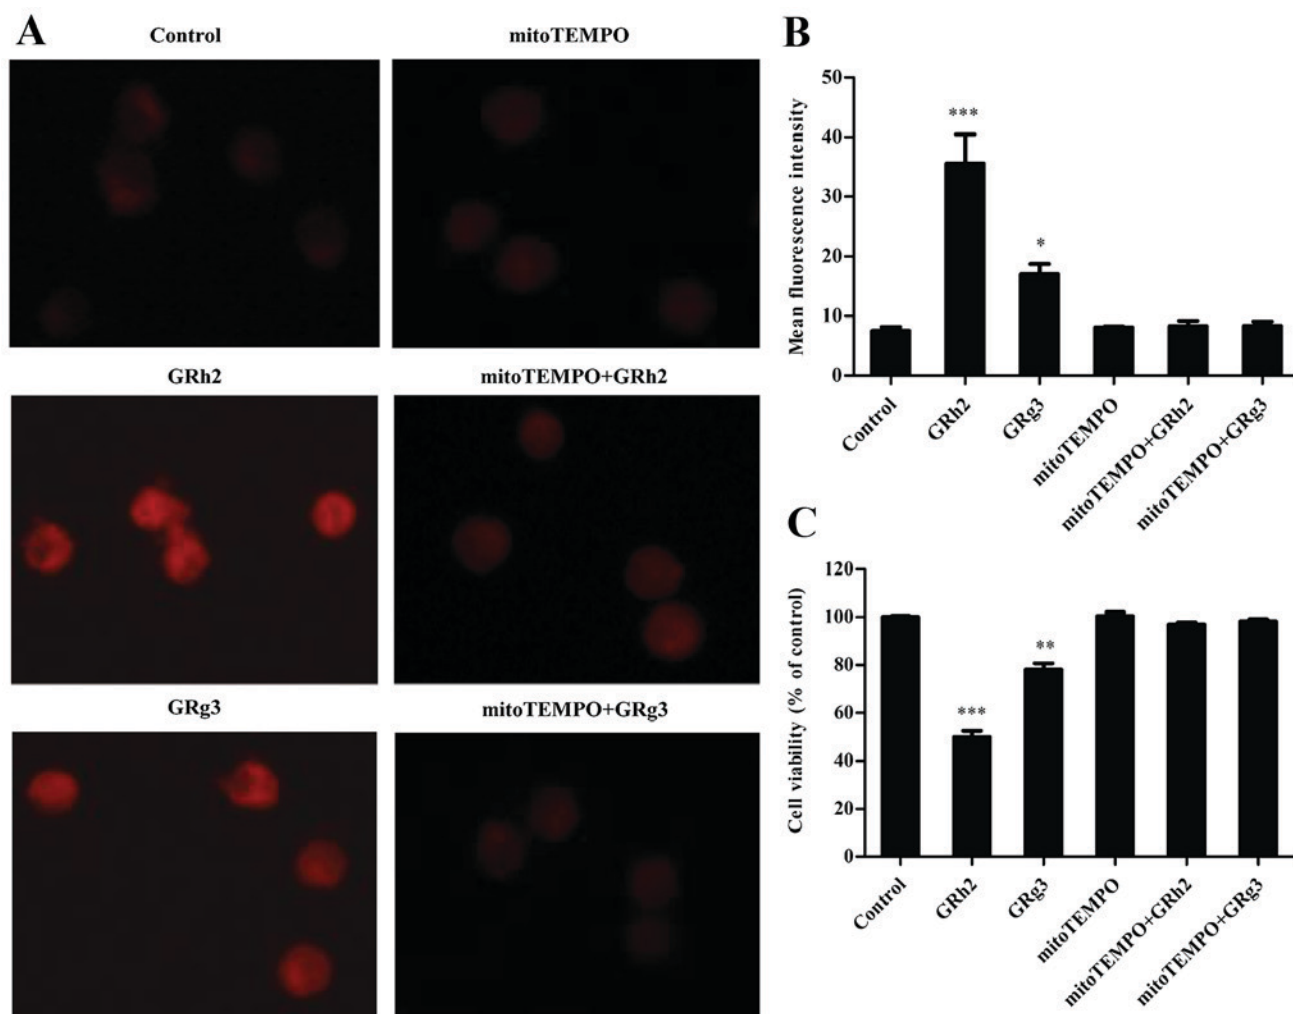 A
Control
mitoTEMPO
GRh2
mitoTEMPO+GRh2
GRg3
mitoTEMPO+GRg3
B
Mean fluorescence intensity
50
40
30
20
10
0
***
*
Control
GRh2
GRg3
mitoTEMPO
mitoTEMPO+GRh2
mitoTEMPO+GRg3
C
Cell viability (% of control)
120
100
80
60
40
20
0
***
**
Control
GRh2
GRg3
mitoTEMPO
mitoTEMPO+GRh2
mitoTEMPO+GRg3